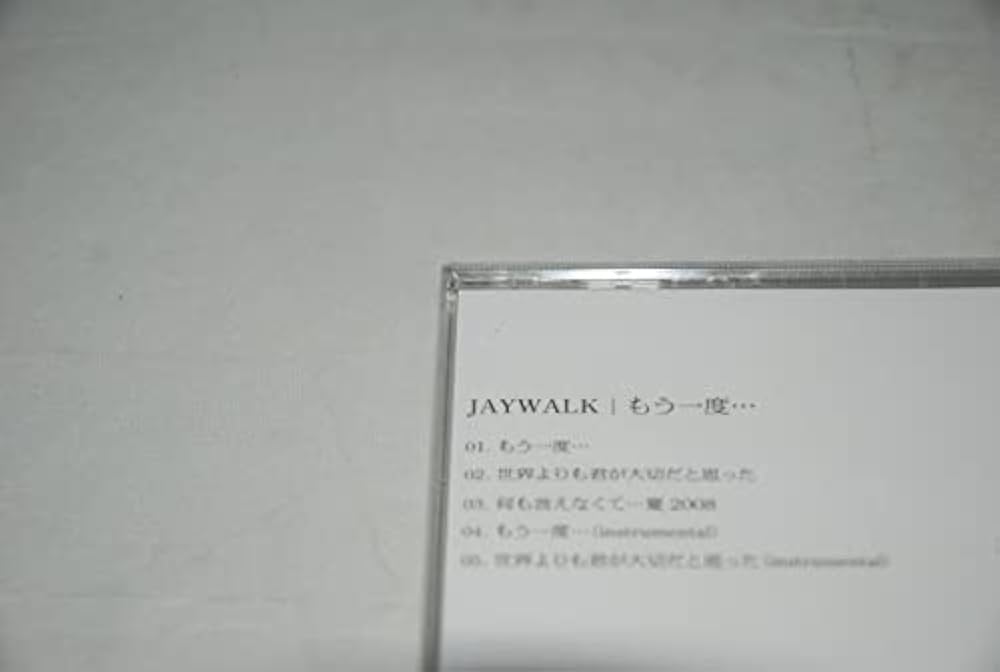 JAYWALK | もう一度…
01. もう一度…
02. 世界よりも君が大切だと思った
03. 何も言えなくて…夏 2008
04. もう一度…(instrumental)
05. 世界よりも君が大切だと思った (instrumental)